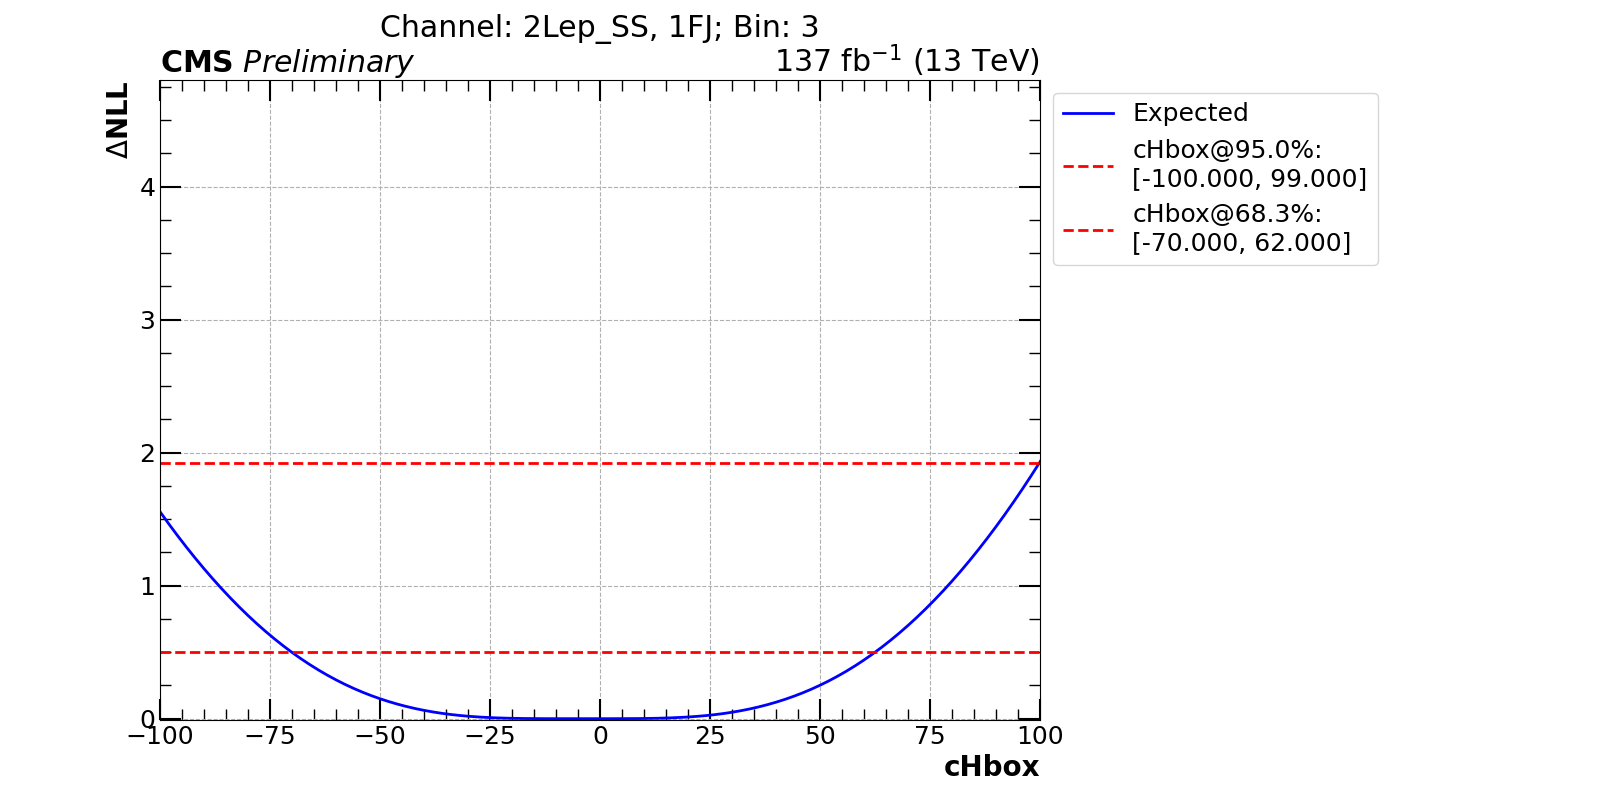 Channel: 2Lep_SS, 1FJ; Bin: 3
CMS Preliminary
137 fb⁻¹ (13 TeV)
ΔNLL
4
3
2
1
0
−100
−75
−50
−25
0
25
50
75
100
cHbox
Expected
cHbox@95.0%:
[-100.000, 99.000]
cHbox@68.3%:
[-70.000, 62.000]